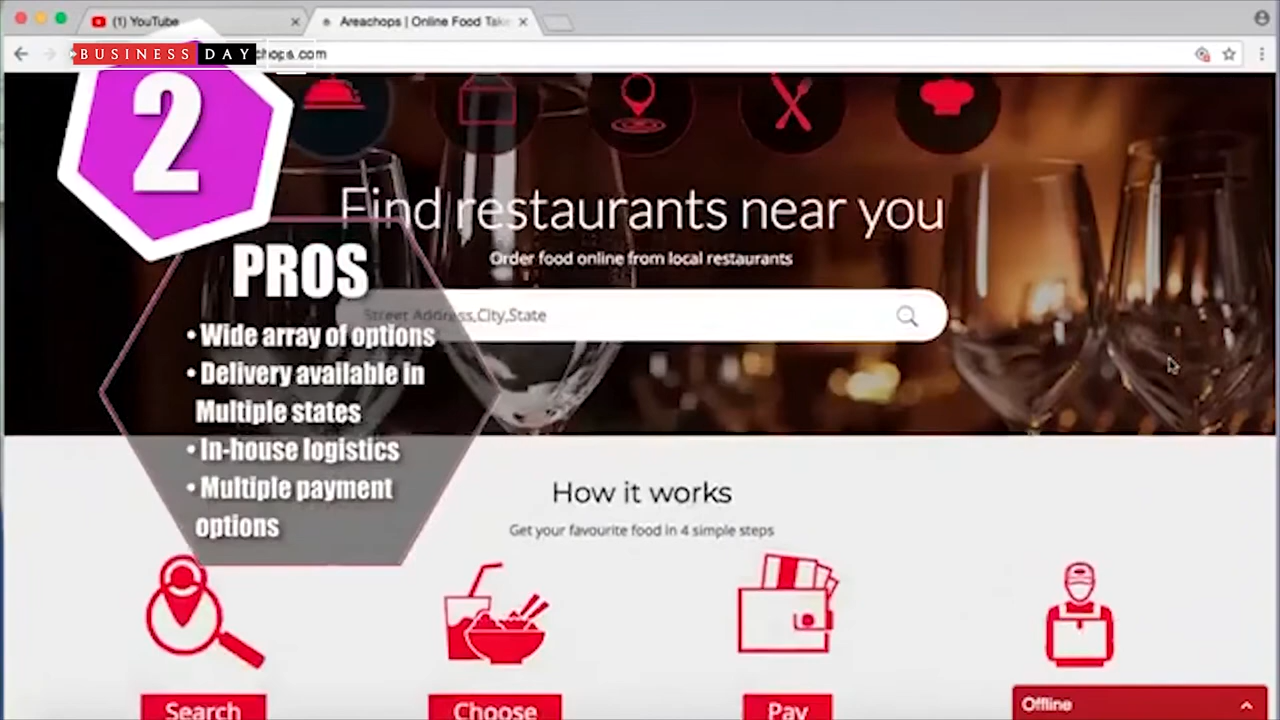 (1) YouTube
Areachops | Online Food Take
BUSINESS DAY
chops.com
2
Find restaurants near you
Order food online from local restaurants
Street Address,City,State
PROS
• Wide array of options
• Delivery available in
Multiple states
• In-house logistics
• Multiple payment
options
How it works
Get your favourite food in 4 simple steps
Search
Choose
Pay
Offline